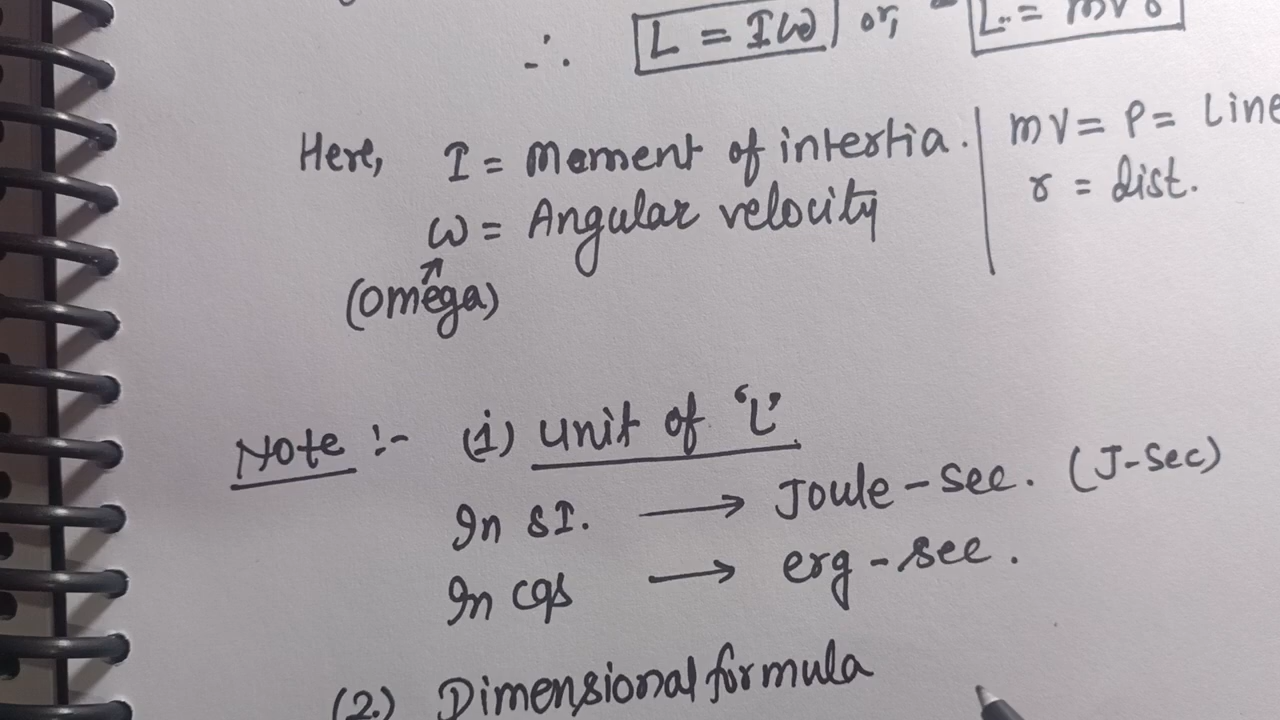 ∴ L = Iω or, L = mvr
Here, I = Moment of intertia. | mv = P = Line
ω = Angular velocity | r = dist.
(omega)
Note :- (i) unit of 'L'
In SI. → Joule-sec. (J-sec)
In cgs → erg-sec.
(2.) Dimensional formula